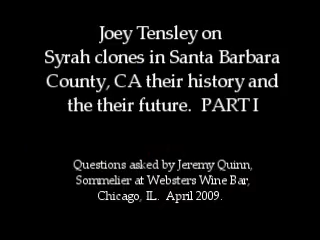 Joey Tensley on
Syrah clones in Santa Barbara
County, CA their history and
the their future.  PART I
Questions asked by Jeremy Quinn,
Sommelier at Websters Wine Bar,
Chicago, IL.  April 2009.